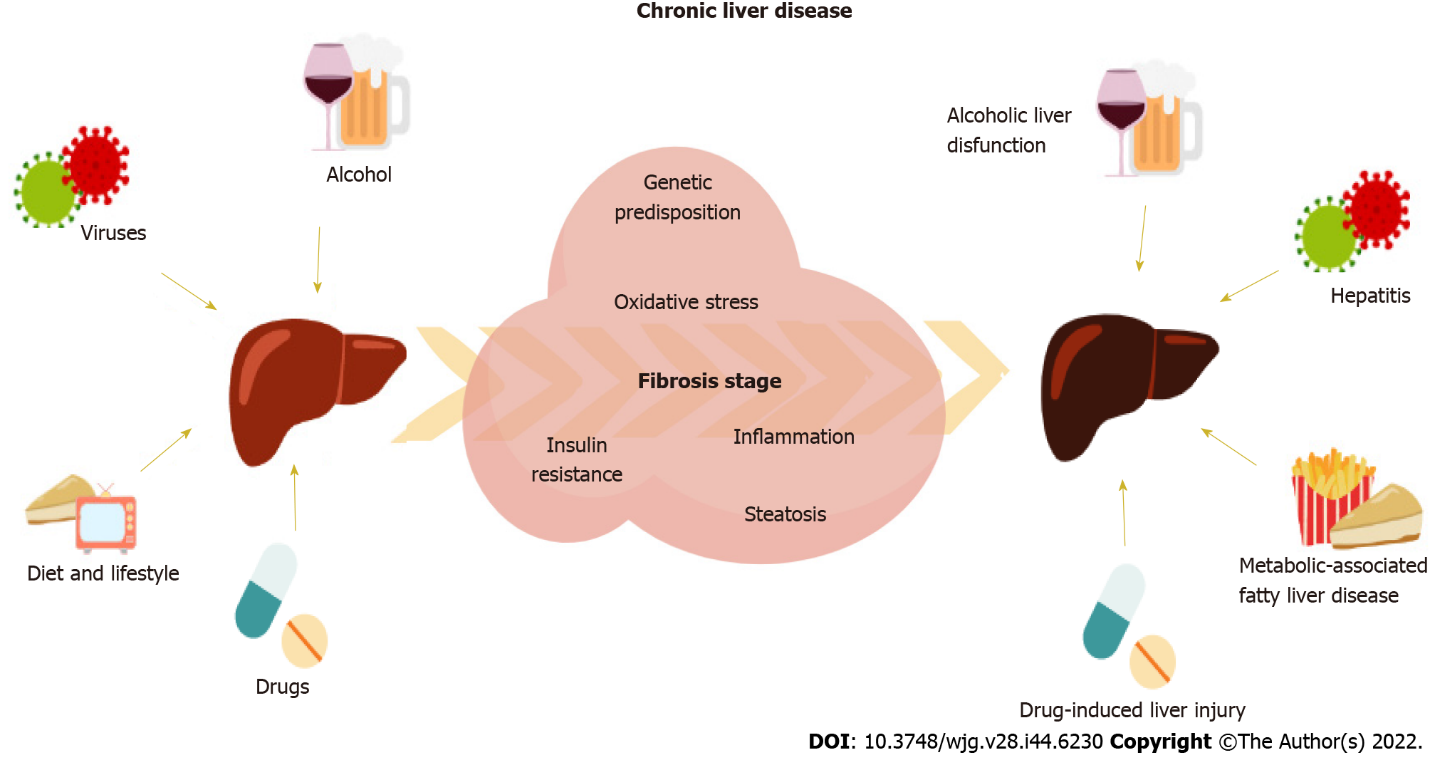 Chronic liver disease
Alcohol
Viruses
Diet and lifestyle
Drugs
Genetic
predisposition
Oxidative stress
Fibrosis stage
Insulin
resistance
Inflammation
Steatosis
Alcoholic liver
disfunction
Hepatitis
Metabolic-associated
fatty liver disease
Drug-induced liver injury
DOI: 10.3748/wjg.v28.i44.6230 Copyright ©The Author(s) 2022.